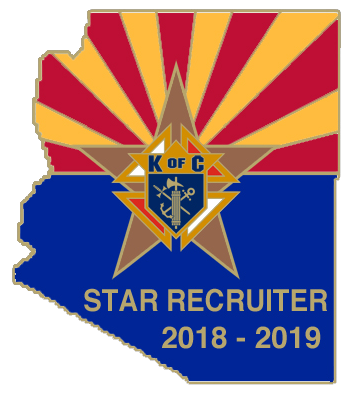 K OF C
STAR RECRUITER
2018 - 2019